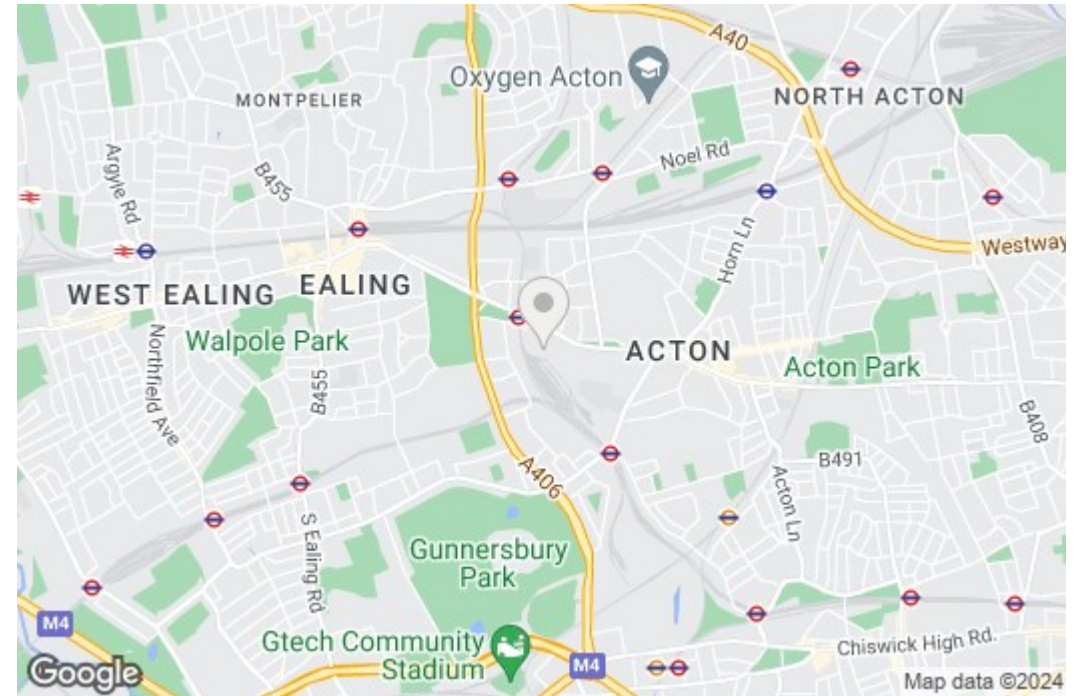 A40
Oxygen Acton
MONTPELIER
NORTH ACTON
Argyle Rd
B455
Noel Rd
Horn Ln
Westway
WEST EALING
EALING
Walpole Park
ACTON
Acton Park
Northfield Ave
B455
B408
B491
A406
Acton Ln
S Ealing Rd
Gunnersbury
Park
M4
Gtech Community
Stadium
M4
Chiswick High Rd.
Google
Map data ©2024